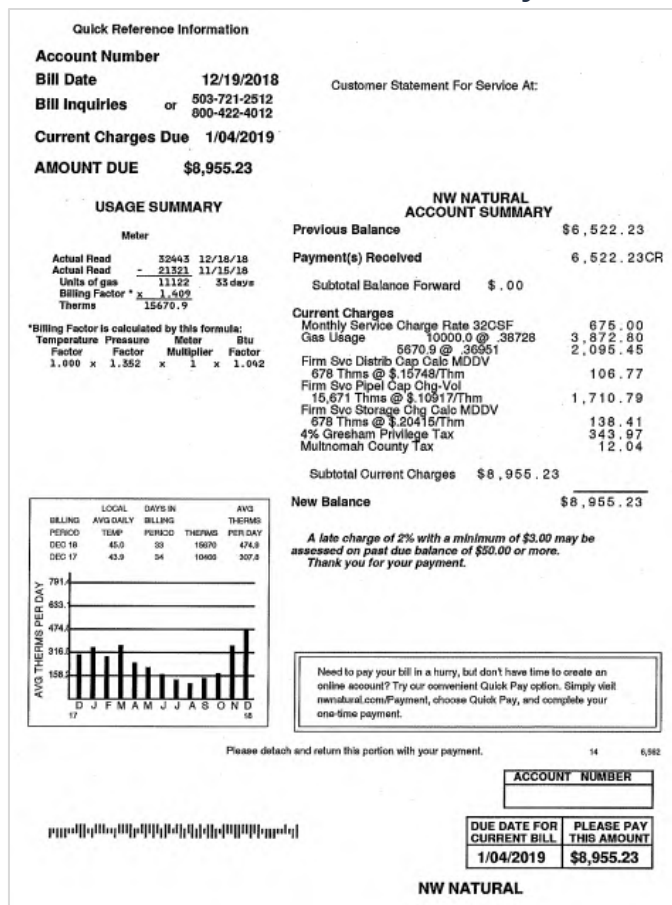 Quick Reference Information
Account Number
Bill Date 12/19/2018
Bill Inquiries or 503-721-2512
800-422-4012
Current Charges Due 1/04/2019
AMOUNT DUE $8,955.23
Customer Statement For Service At:
USAGE SUMMARY
Meter
Actual Read 32443 12/18/18
Actual Read - 21321 11/15/18
Units of gas 11122 33 days
Billing Factor * x 1.409
Therms 15670.9
*Billing Factor is calculated by this formula:
Temperature Pressure Meter Btu
Factor Factor Multiplier Factor
1.000 x 1.352 x 1 x 1.042
NW NATURAL
ACCOUNT SUMMARY
Previous Balance $6,522.23
Payment(s) Received 6,522.23CR
Subtotal Balance Forward $.00
Current Charges
Monthly Service Charge Rate 32CSF 675.00
Gas Usage 10000.0 @ .38728 3,872.80
5670.9 @ .36951 2,095.45
Firm Svc Distrib Cap Calc MDDV
678 Thms @ $.15748/Thm 106.77
Firm Svc Pipel Cap Chg-Vol
15,671 Thms @ $.10917/Thm 1,710.79
Firm Svc Storage Chg Calc MDDV
678 Thms @ $.20415/Thm 138.41
4% Gresham Privilege Tax 343.97
Multnomah County Tax 12.04
Subtotal Current Charges $8,955.23
New Balance $8,955.23
A late charge of 2% with a minimum of $3.00 may be
assessed on past due balance of $50.00 or more.
Thank you for your payment.
LOCAL DAYS IN AVG
BILLING AVG DAILY BILLING THERMS
PERIOD TEMP PERIOD THERMS PER DAY
DEC 18 45.0 33 15670 474.9
DEC 17 43.9 34
AVG THERMS PER DAY
791.4
633.1
474.8
316.5
158.2
D J F M A M J J A S O N D
17 18
Need to pay your bill in a hurry, but don't have time to create an
online account? Try our convenient Quick Pay option. Simply visit
nwnatural.com/Payment, choose Quick Pay, and complete your
one-time payment.
Please detach and return this portion with your payment. 14 6,562
ACCOUNT NUMBER
DUE DATE FOR CURRENT BILL PLEASE PAY THIS AMOUNT
1/04/2019 $8,955.23
NW NATURAL